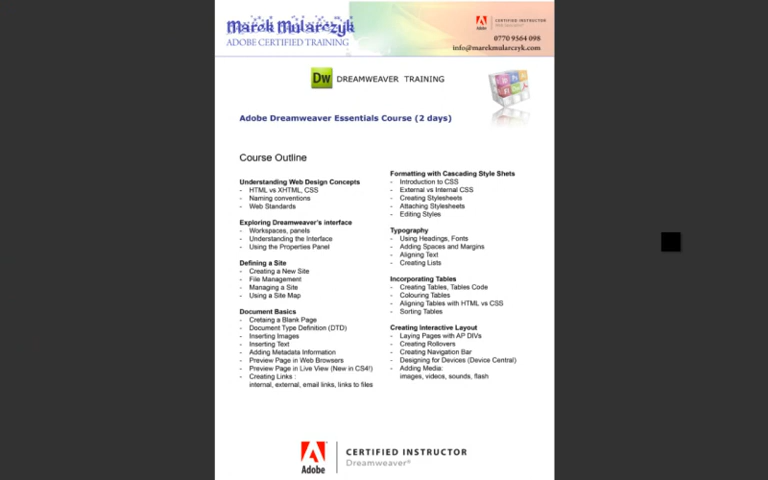 Marek Mularczyk
ADOBE CERTIFIED TRAINING
Adobe
CERTIFIED INSTRUCTOR
0770 9364 098
info@marekmularczyk.com
Dw DREAMWEAVER TRAINING
Adobe Dreamweaver Essentials Course (2 days)
Course Outline
Understanding Web Design Concepts
- HTML vs XHTML, CSS
- Naming conventions
- Web Standards
Exploring Dreamweaver's interface
- Workspaces, panels
- Understanding the Interface
- Using the Properties Panel
Defining a Site
- Creating a New Site
- File Management
- Managing a Site
- Using a Site Map
Document Basics
- Cretaing a Blank Page
- Document Type Definition (DTD)
- Inserting Images
- Inserting Text
- Adding Metadata Information
- Preview Page in Web Browsers
- Preview Page in Live View (New in CS4!)
- Creating Links :
internal, external, email links, links to files
Formatting with Cascading Style Shets
- Introduction to CSS
- External vs Internal CSS
- Creating Stylesheets
- Attaching Stylesheets
- Editing Styles
Typography
- Using Headings, Fonts
- Adding Spaces and Margins
- Aligning Text
- Creating Lists
Incorporating Tables
- Creating Tables, Tables Code
- Colouring Tables
- Aligning Tables with HTML vs CSS
- Sorting Tables
Creating Interactive Layout
- Laying Pages with AP DIVs
- Creating Rollovers
- Creating Navigation Bar
- Designing for Devices (Device Central)
- Adding Media:
images, videos, sounds, flash
Adobe
CERTIFIED INSTRUCTOR
Dreamweaver®